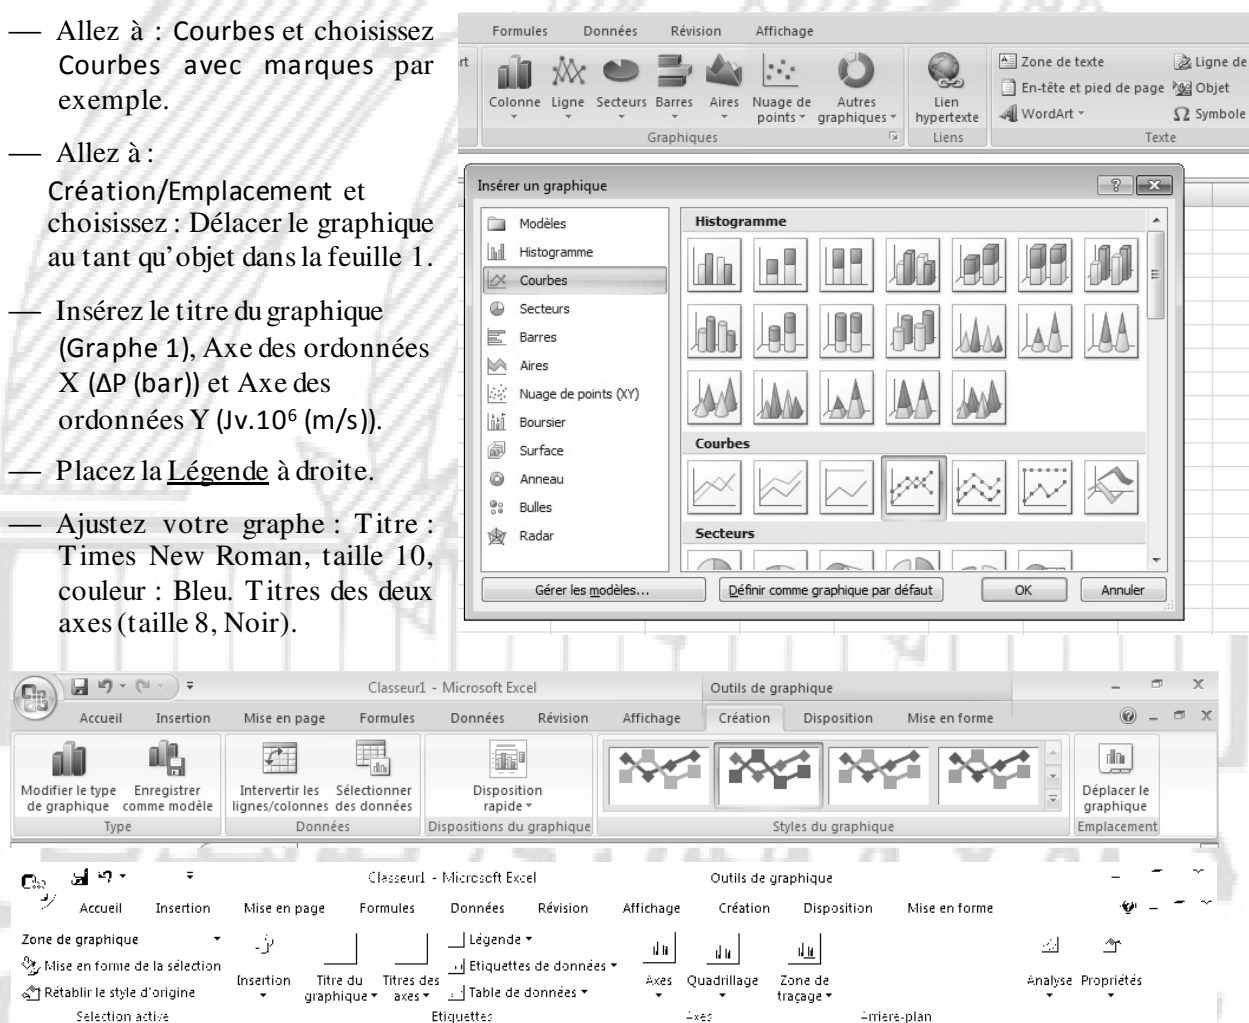 — Allez à : Courbes et choisissez
Courbes avec marques par
exemple.
— Allez à :
Création/Emplacement et
choisissez : Délacer le graphique
au tant qu’objet dans la feuille 1.
— Insérez le titre du graphique
(Graphe 1), Axe des ordonnées
X (ΔP (bar)) et Axe des
ordonnées Y (Jv.10⁶ (m/s)).
— Placez la Légende à droite.
— Ajustez votre graphe : Titre :
Times New Roman, taille 10,
couleur : Bleu. Titres des deux
axes (taille 8, Noir).
Formules Données Révision Affichage
Colonne Ligne Secteurs Barres Aires Nuage de points Autres graphiques
Graphiques
Lien hypertexte
Liens
Zone de texte
En-tête et pied de page
WordArt
Ligne de
Objet
Symbole
Texte
Insérer un graphique
Modèles
Histogramme
Courbes
Secteurs
Barres
Aires
Nuage de points (XY)
Boursier
Surface
Anneau
Bulles
Radar
Histogramme
Courbes
Secteurs
Gérer les modèles... Définir comme graphique par défaut OK Annuler
Classeur1 - Microsoft Excel Outils de graphique
Accueil Insertion Mise en page Formules Données Révision Affichage Création Disposition Mise en forme
Modifier le type de graphique Enregistrer comme modèle
Intervertir les lignes/colonnes Sélectionner des données
Disposition rapide
Déplacer le graphique
Type Données Dispositions du graphique Styles du graphique Emplacement
Classeur1 - Microsoft Excel Outils de graphique
Accueil Insertion Mise en page Formules Données Révision Affichage Création Disposition Mise en forme
Zone de graphique
Mise en forme de la sélection
Rétablir le style d'origine
Insertion
Titre du graphique Titres des axes
Légende
Etiquettes de données
Table de données
Axes Quadrillage
Zone de traçage
Analyse Propriétés
Sélection active Etiquettes Axes Arrière-plan